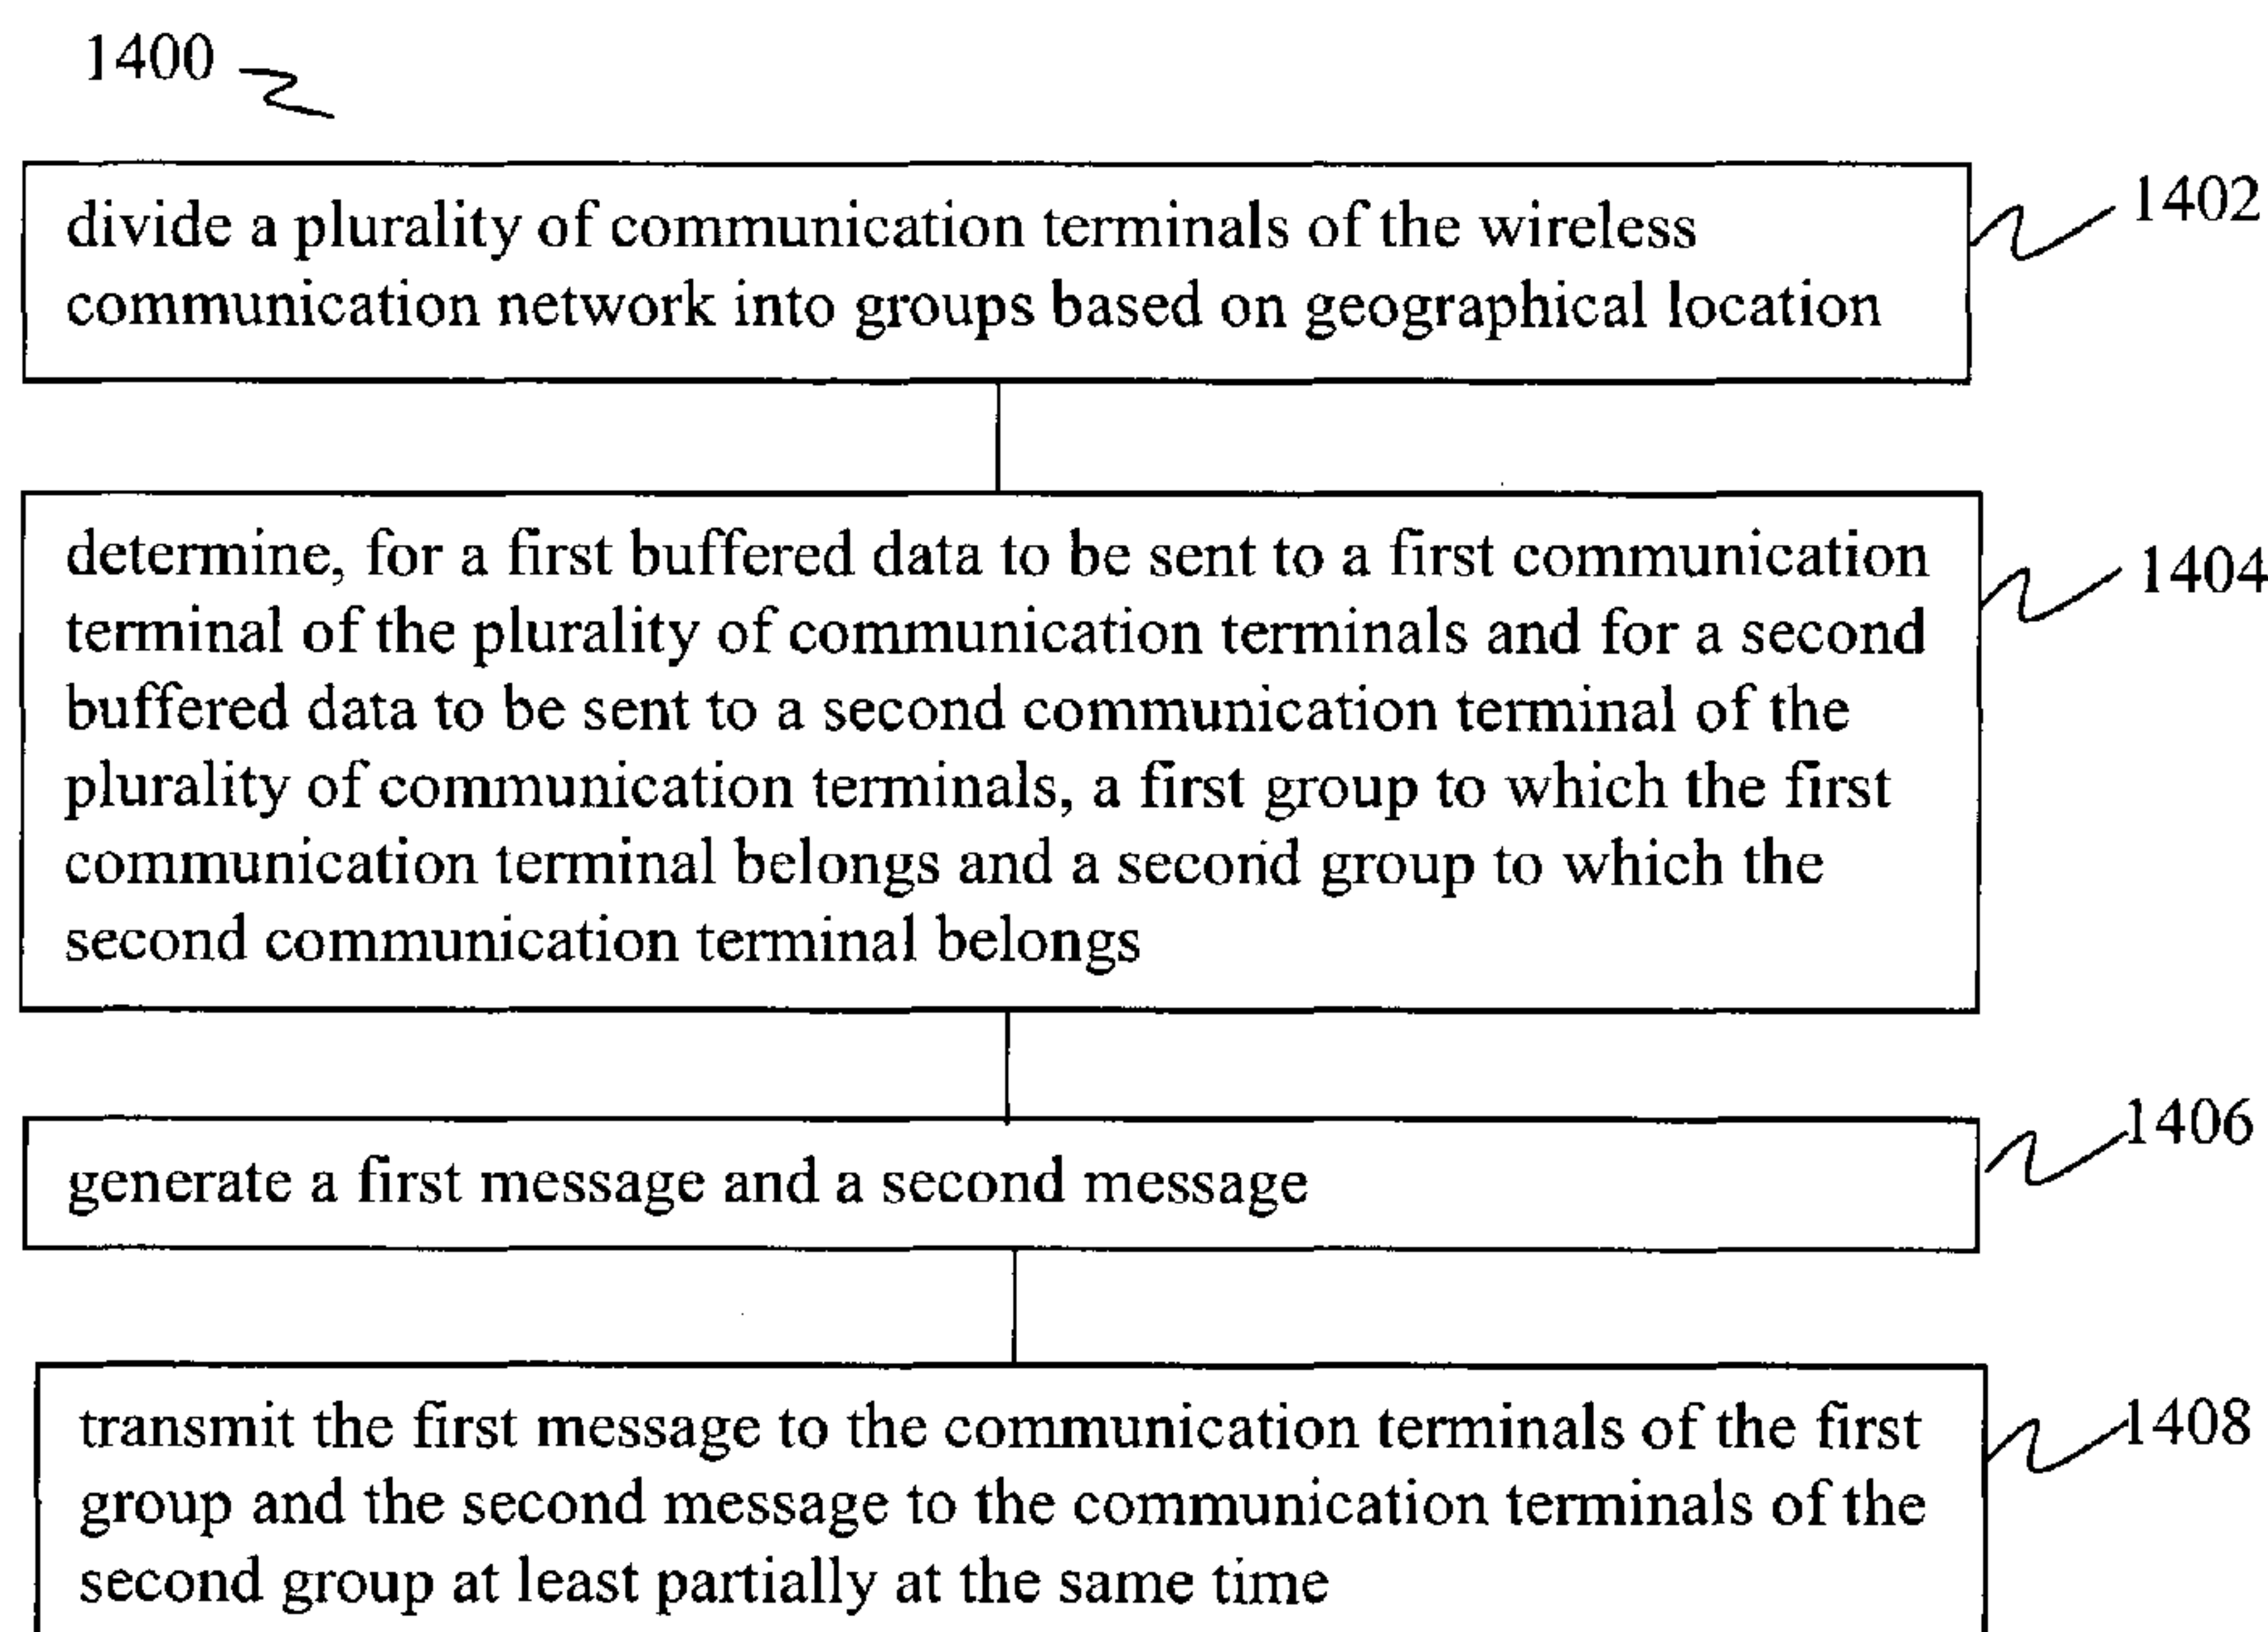 1400
divide a plurality of communication terminals of the wireless
communication network into groups based on geographical location
1402
determine, for a first buffered data to be sent to a first communication
terminal of the plurality of communication terminals and for a second
buffered data to be sent to a second communication terminal of the
plurality of communication terminals, a first group to which the first
communication terminal belongs and a second group to which the
second communication terminal belongs
1404
generate a first message and a second message
1406
transmit the first message to the communication terminals of the first
group and the second message to the communication terminals of the
second group at least partially at the same time
1408